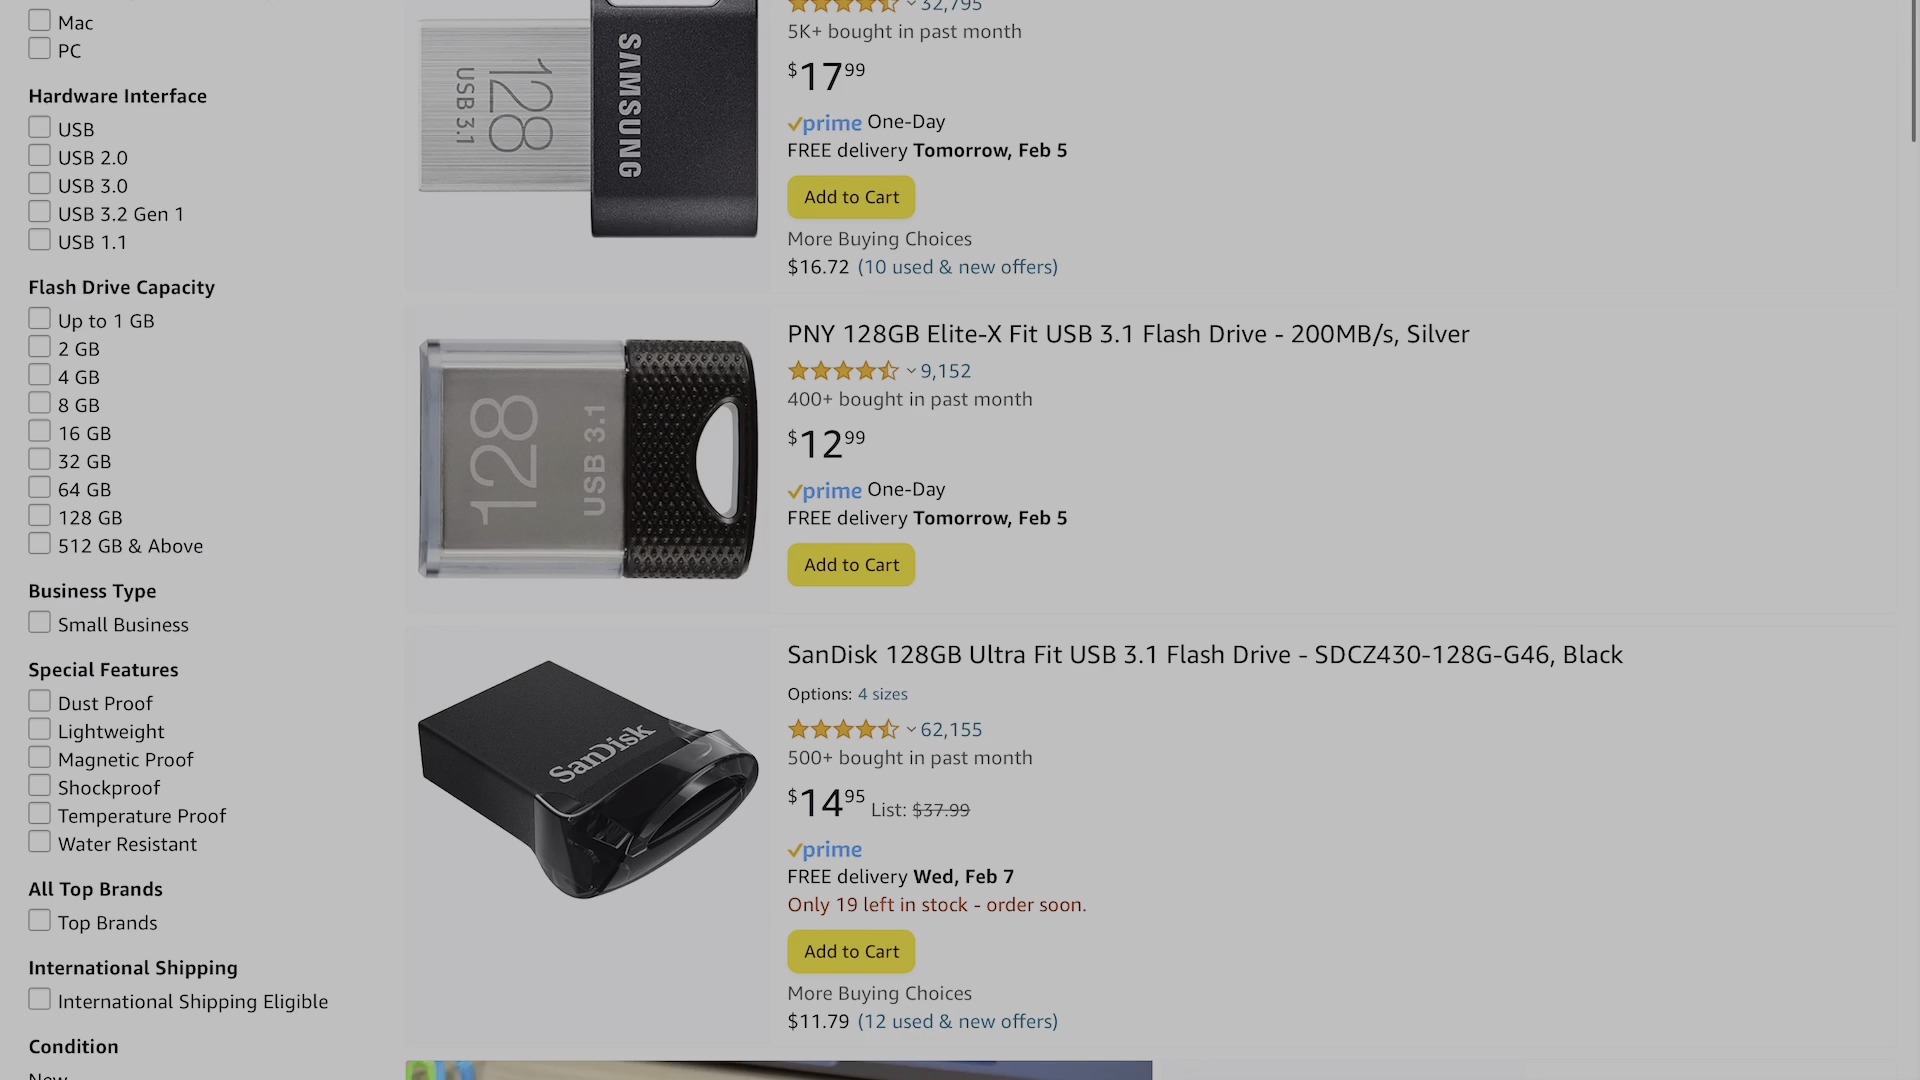 Mac
PC
Hardware Interface
USB
USB 2.0
USB 3.0
USB 3.2 Gen 1
USB 1.1
Flash Drive Capacity
Up to 1 GB
2 GB
4 GB
8 GB
16 GB
32 GB
64 GB
128 GB
512 GB & Above
Business Type
Small Business
Special Features
Dust Proof
Lightweight
Magnetic Proof
Shockproof
Temperature Proof
Water Resistant
All Top Brands
Top Brands
International Shipping
International Shipping Eligible
Condition
New
128
USB 3.1
SAMSUNG
32,795
5K+ bought in past month
$17.99
prime One-Day
FREE delivery Tomorrow, Feb 5
Add to Cart
More Buying Choices
$16.72 (10 used & new offers)
128
USB 3.1
PNY 128GB Elite-X Fit USB 3.1 Flash Drive - 200MB/s, Silver
9,152
400+ bought in past month
$12.99
prime One-Day
FREE delivery Tomorrow, Feb 5
Add to Cart
SanDisk
SanDisk 128GB Ultra Fit USB 3.1 Flash Drive - SDCZ430-128G-G46, Black
Options: 4 sizes
62,155
500+ bought in past month
$14.95 List: $37.99
prime
FREE delivery Wed, Feb 7
Only 19 left in stock - order soon.
Add to Cart
More Buying Choices
$11.79 (12 used & new offers)